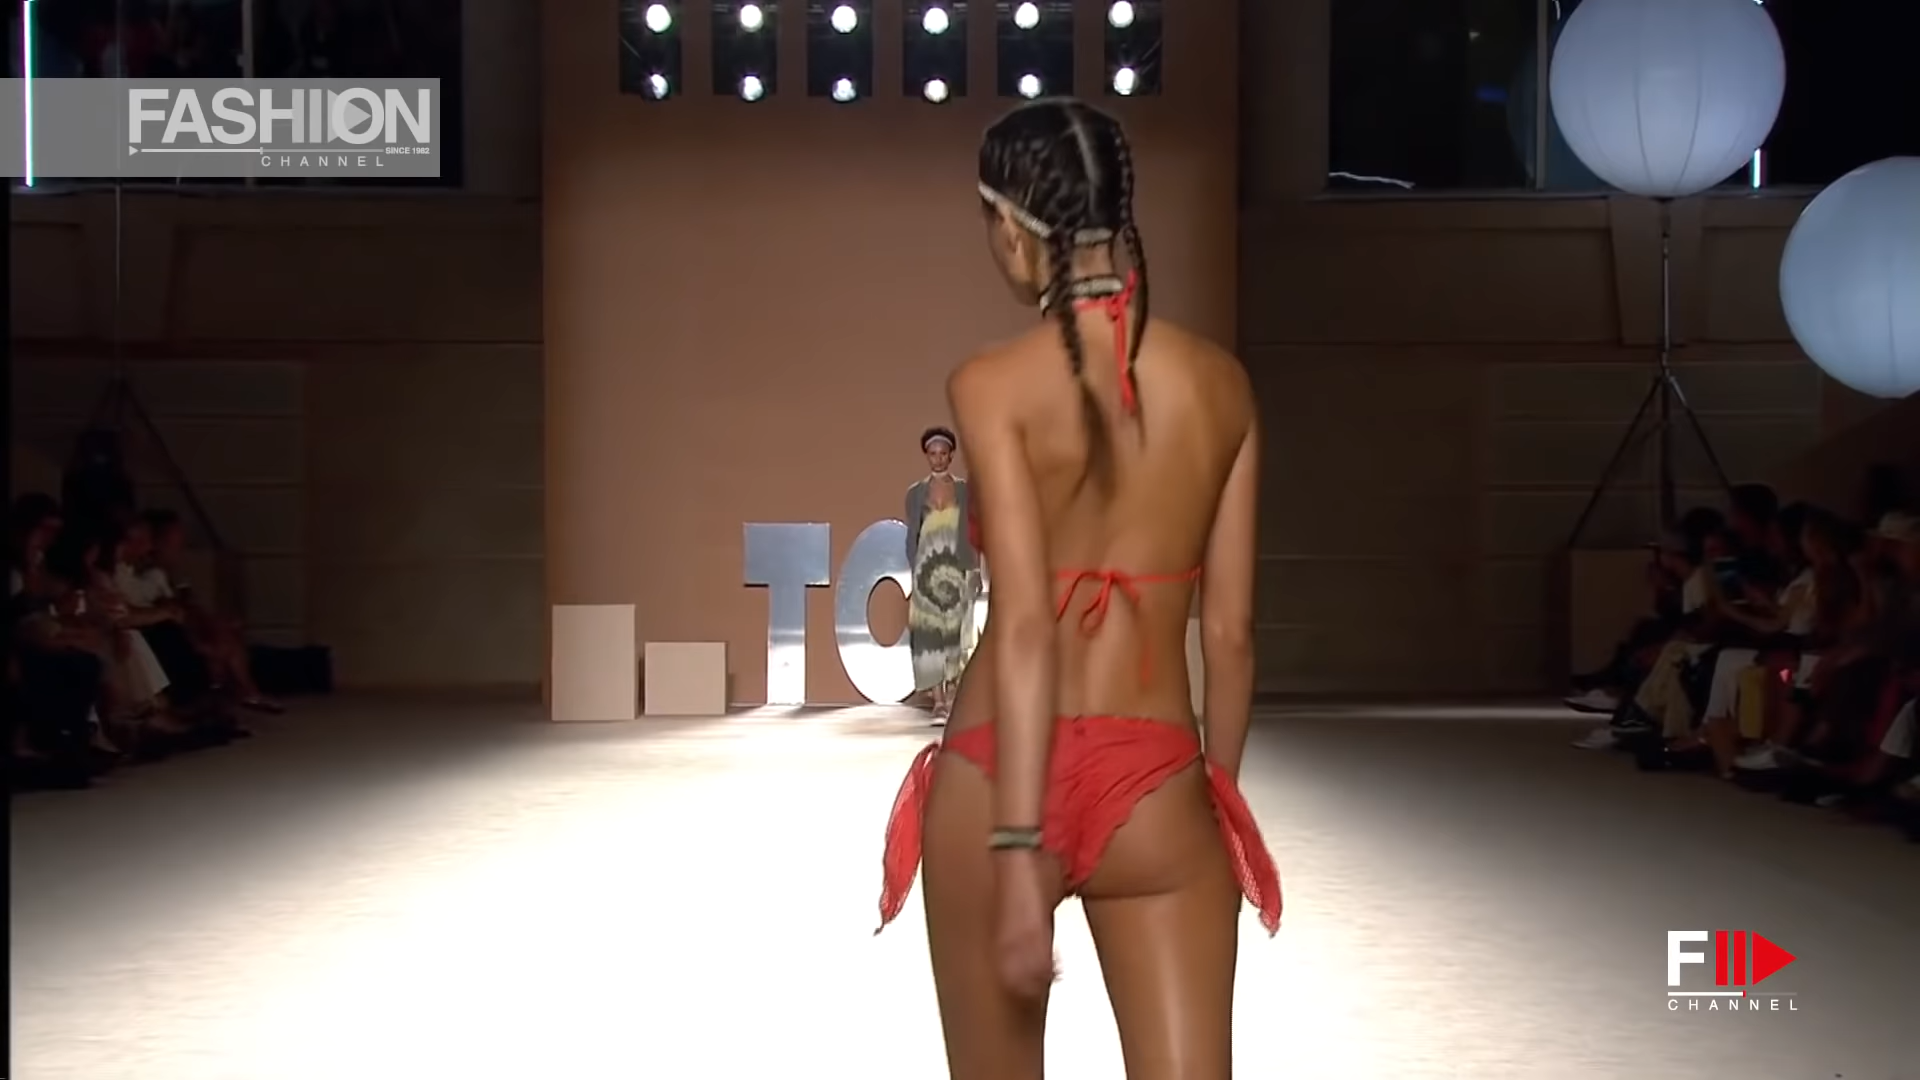 FASHION
SINCE 1982
CHANNEL
TC
F
CHANNEL